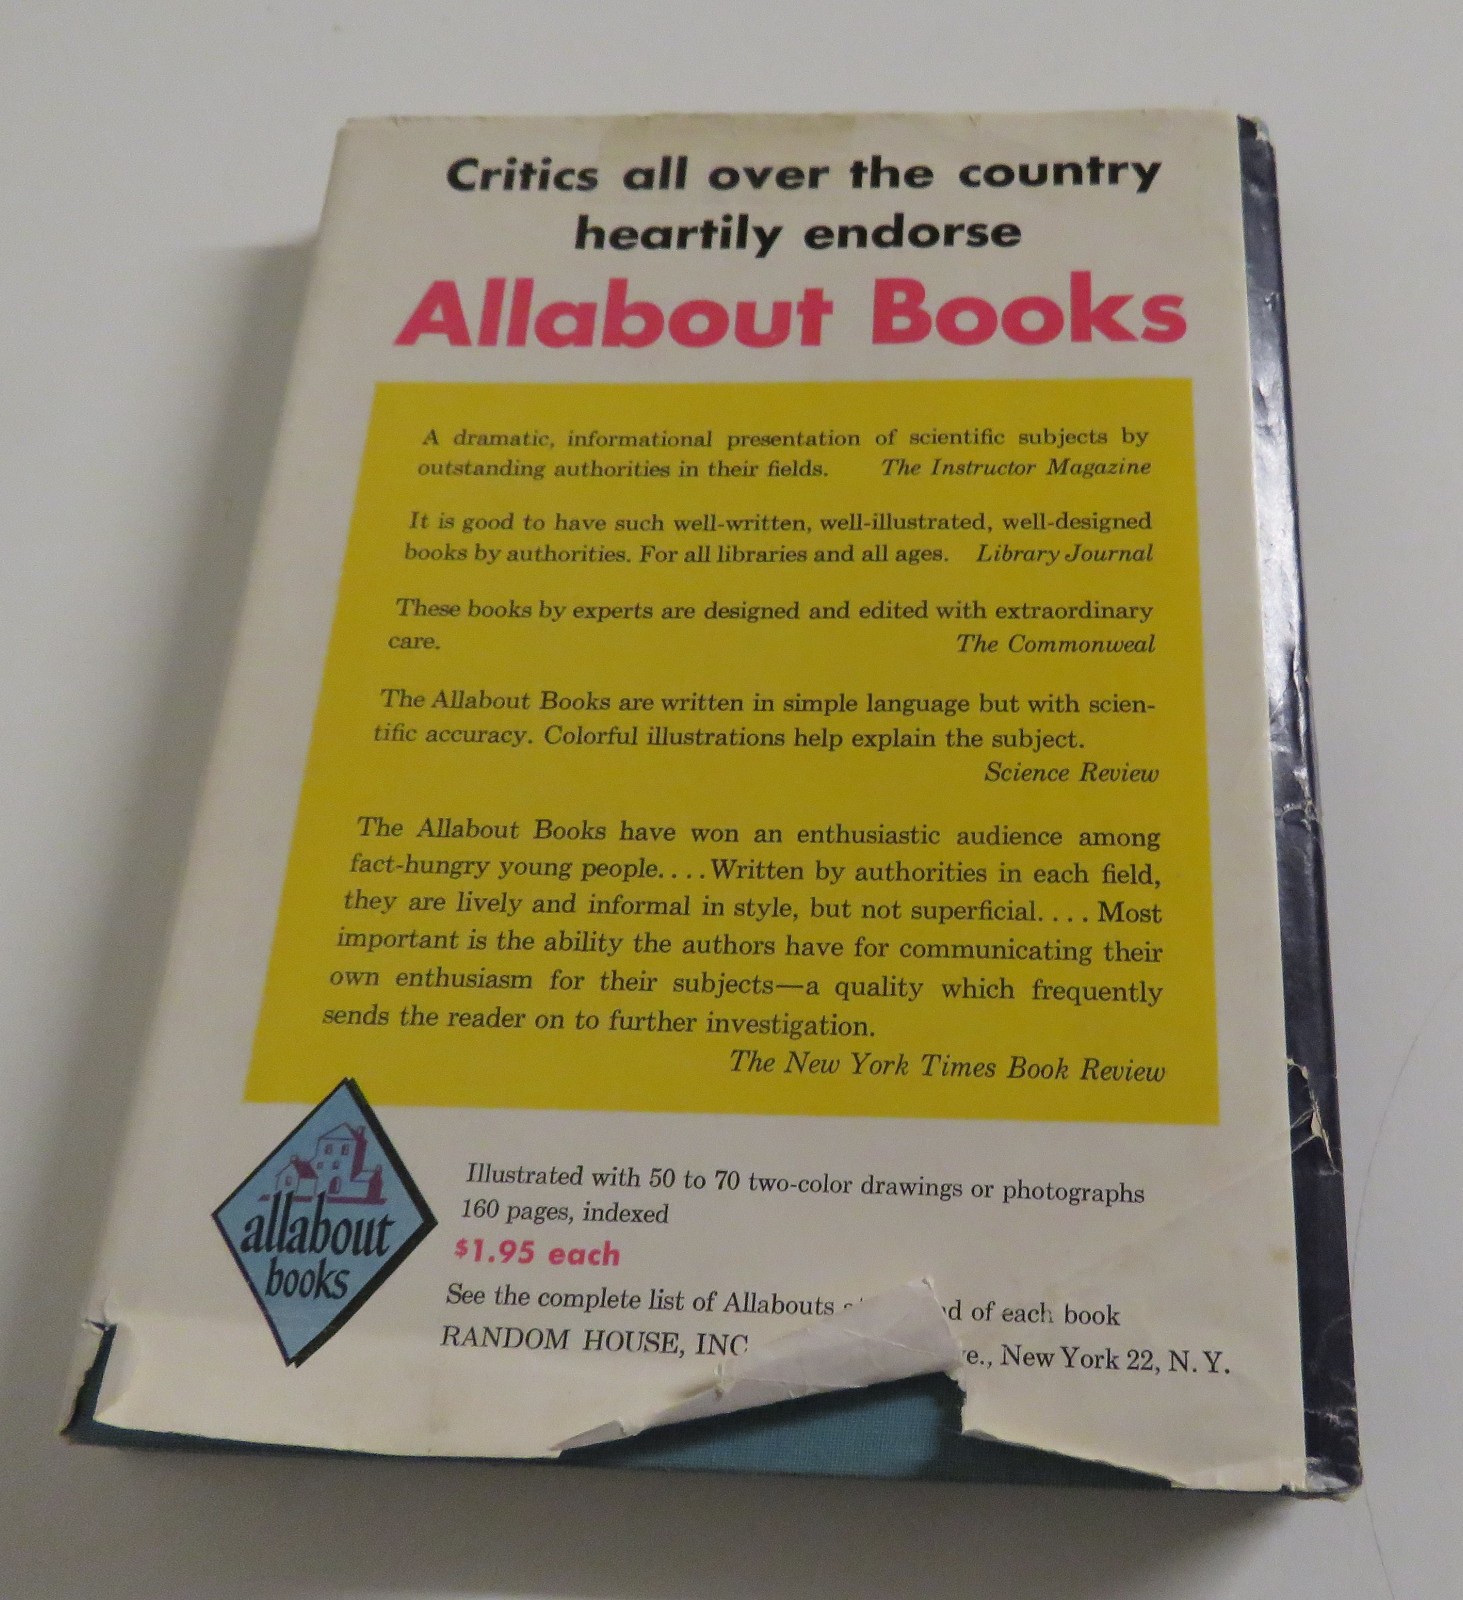 Critics all over the country
heartily endorse
Allabout Books
A dramatic, informational presentation of scientific subjects by
outstanding authorities in their fields. The Instructor Magazine
It is good to have such well-written, well-illustrated, well-designed
books by authorities. For all libraries and all ages. Library Journal
These books by experts are designed and edited with extraordinary
care. The Commonweal
The Allabout Books are written in simple language but with scien-
tific accuracy. Colorful illustrations help explain the subject.
Science Review
The Allabout Books have won an enthusiastic audience among
fact-hungry young people. . . . Written by authorities in each field,
they are lively and informal in style, but not superficial. . . . Most
important is the ability the authors have for communicating their
own enthusiasm for their subjects—a quality which frequently
sends the reader on to further investigation.
The New York Times Book Review
allabout
books
Illustrated with 50 to 70 two-color drawings or photographs
160 pages, indexed
$1.95 each
See the complete list of Allabouts of each book
RANDOM HOUSE, INC New York 22, N. Y.